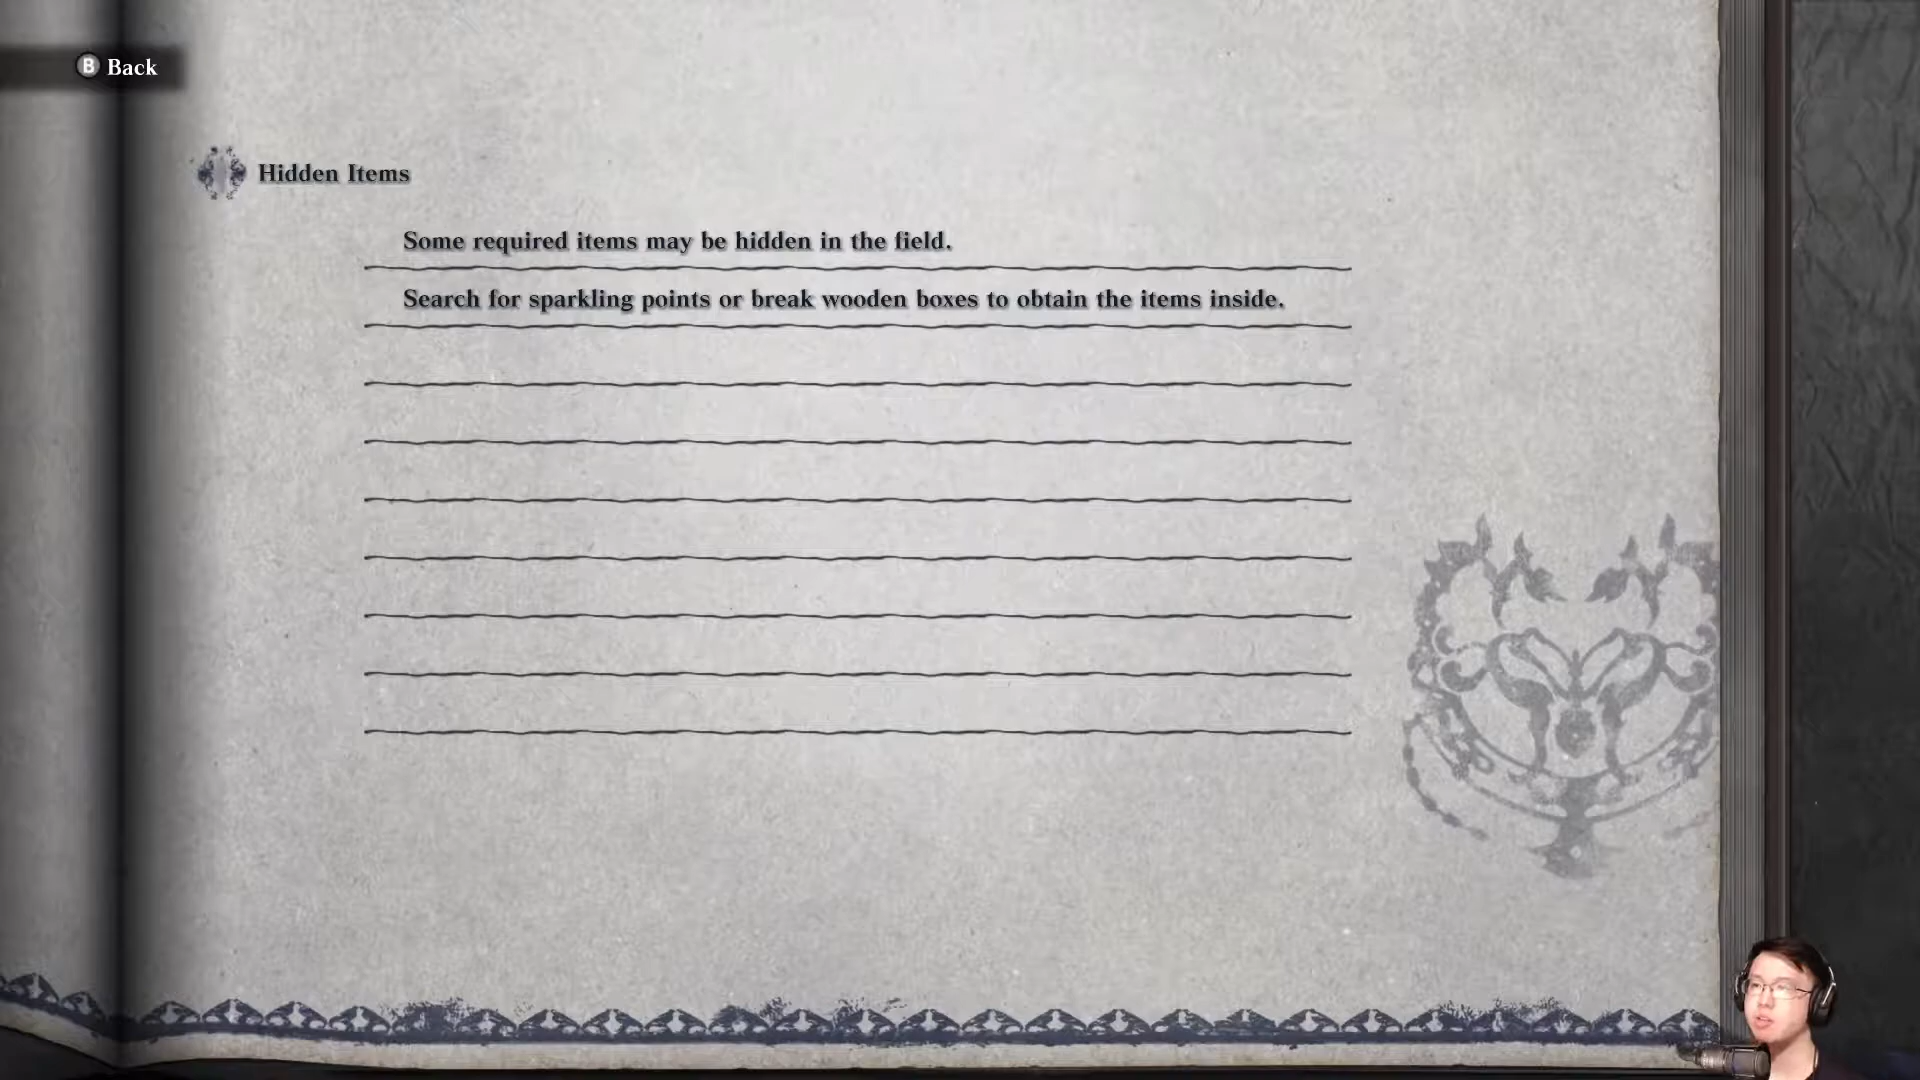 B Back
Hidden Items
Some required items may be hidden in the field.
Search for sparkling points or break wooden boxes to obtain the items inside.